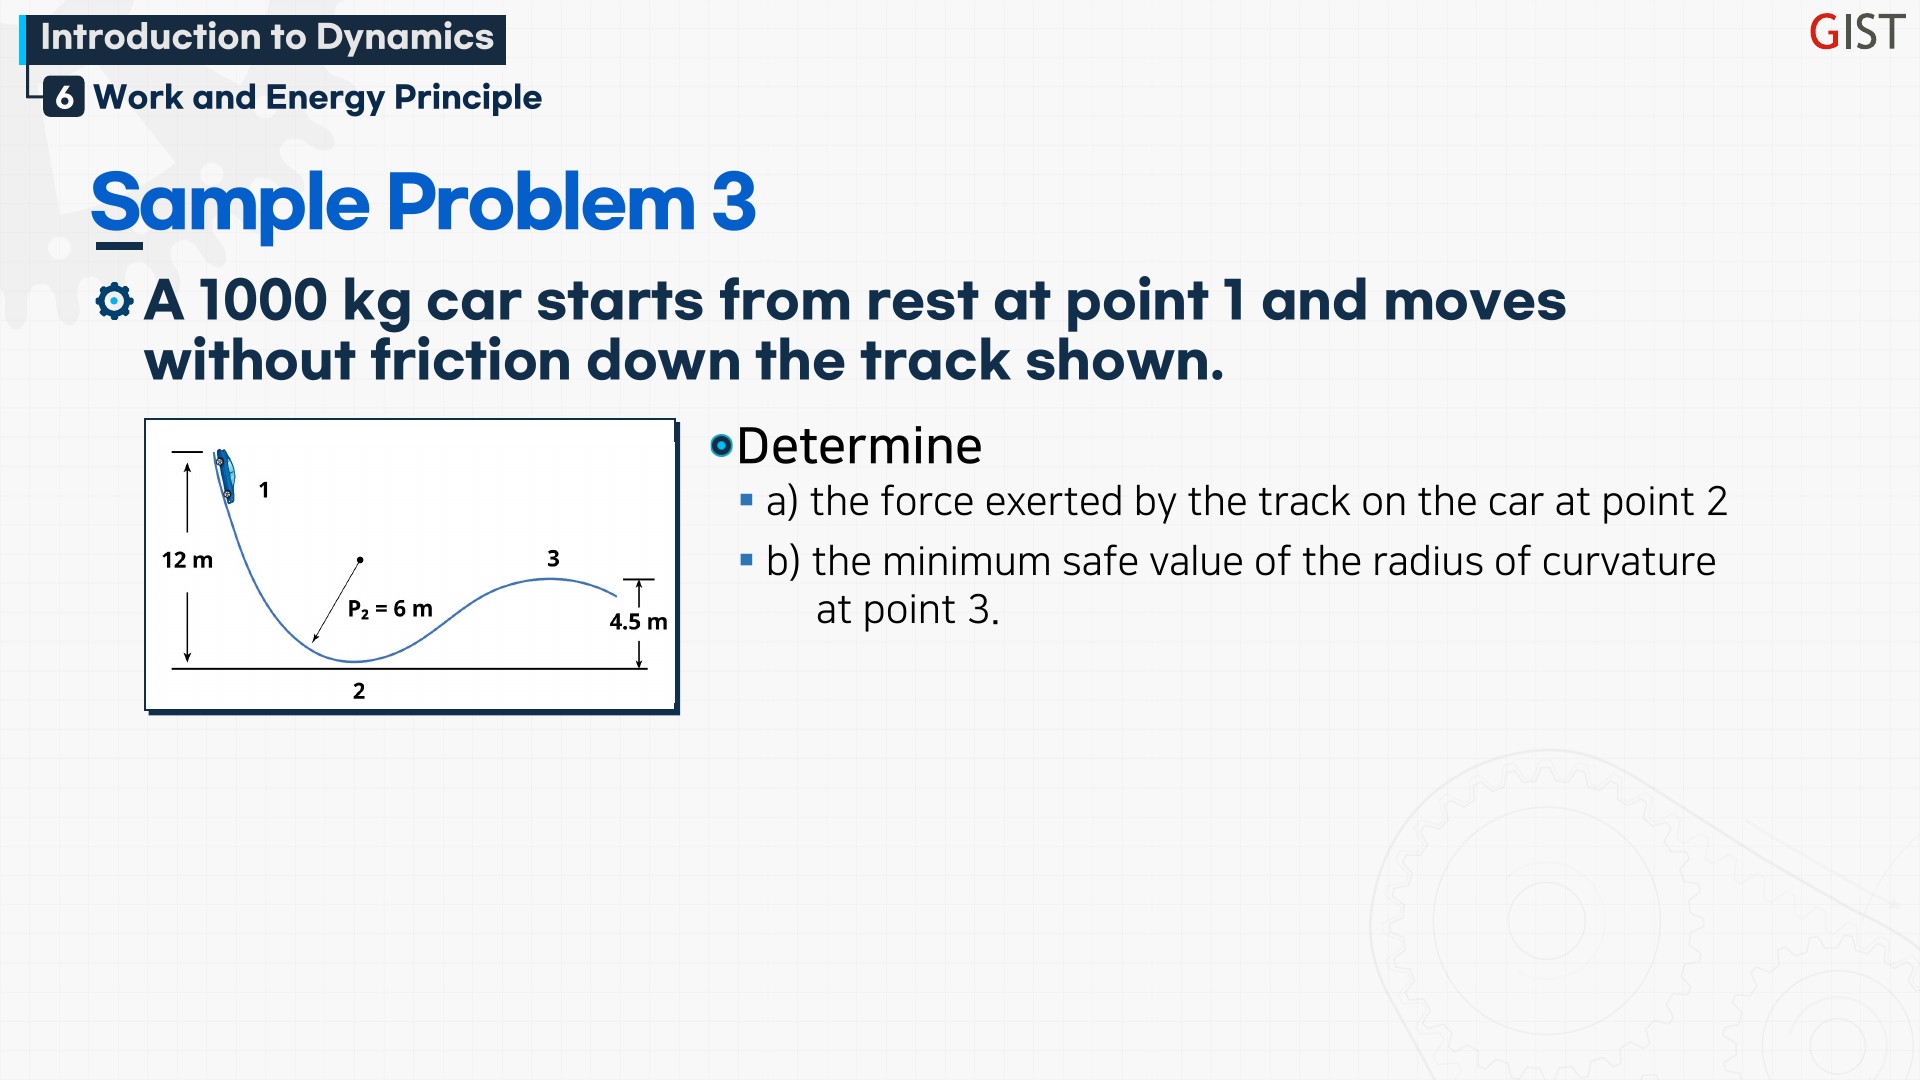 Introduction to Dynamics
GIST
6 Work and Energy Principle
Sample Problem 3
A 1000 kg car starts from rest at point 1 and moves
without friction down the track shown.
1
12 m
3
P₂ = 6 m
4.5 m
2
Determine
a) the force exerted by the track on the car at point 2
b) the minimum safe value of the radius of curvature
at point 3.